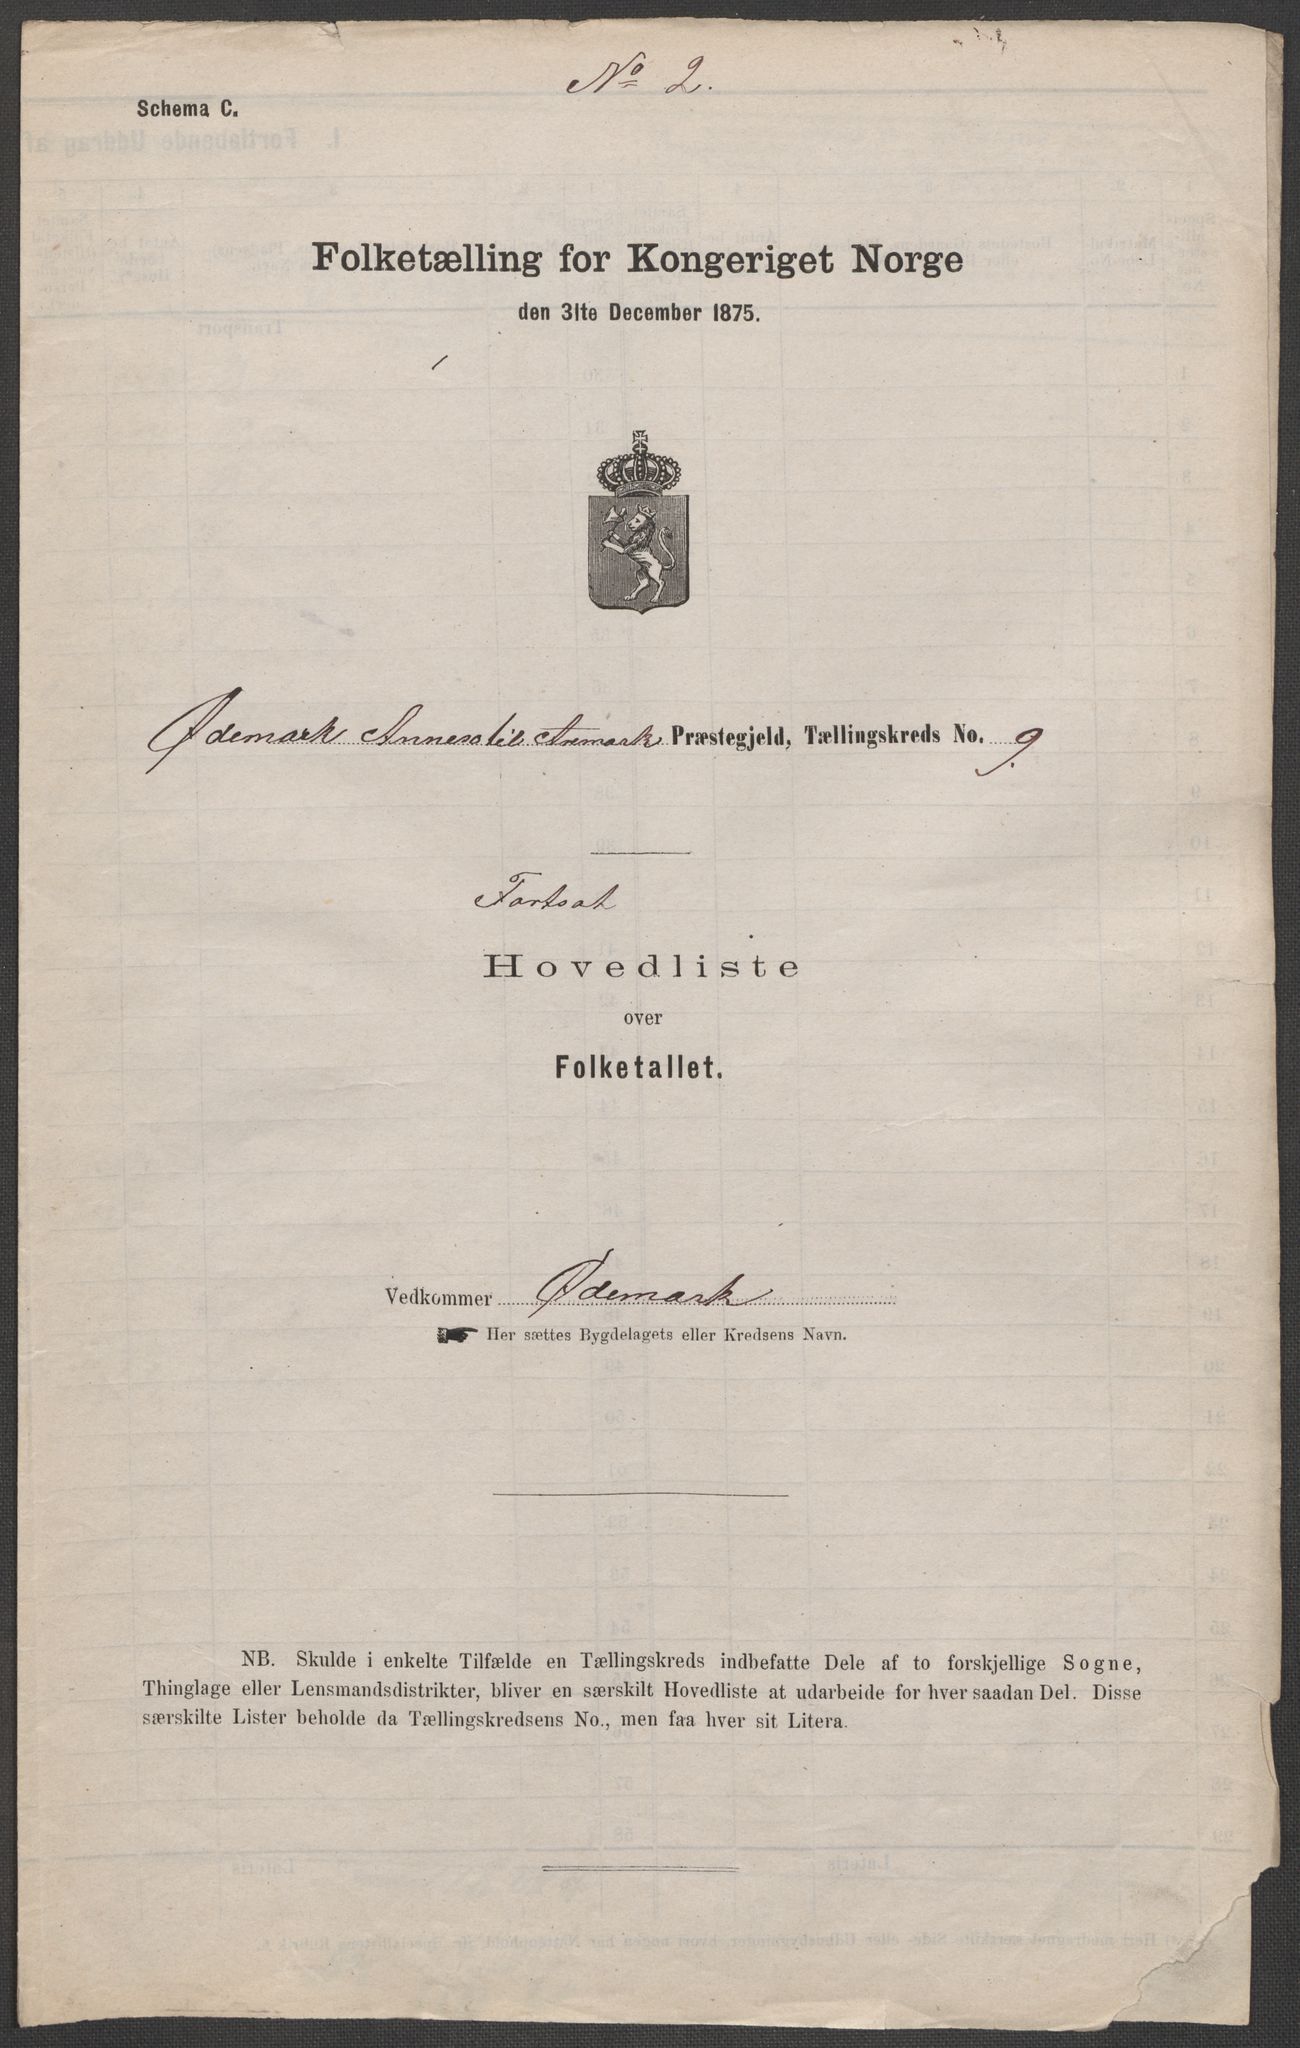 No 2.
Schema C.
Folketælling for Kongeriget Norge
den 31te December 1875.
Ødemark Annex til Aremark Præstegjeld, Tællingskreds No. 9.
Fortsat
Hovedliste
over
Folketallet.
Vedkommer Ødemark
☛ Her sættes Bygdelagets eller Kredsens Navn.
NB. Skulde i enkelte Tilfælde en Tællingskreds indbefatte Dele af to forskjellige Sogne,
Thinglage eller Lensmandsdistrikter, bliver en særskilt Hovedliste at udarbeide for hver saadan Del. Disse
særskilte Lister beholde da Tællingskredsens No., men faa hver sit Litera.